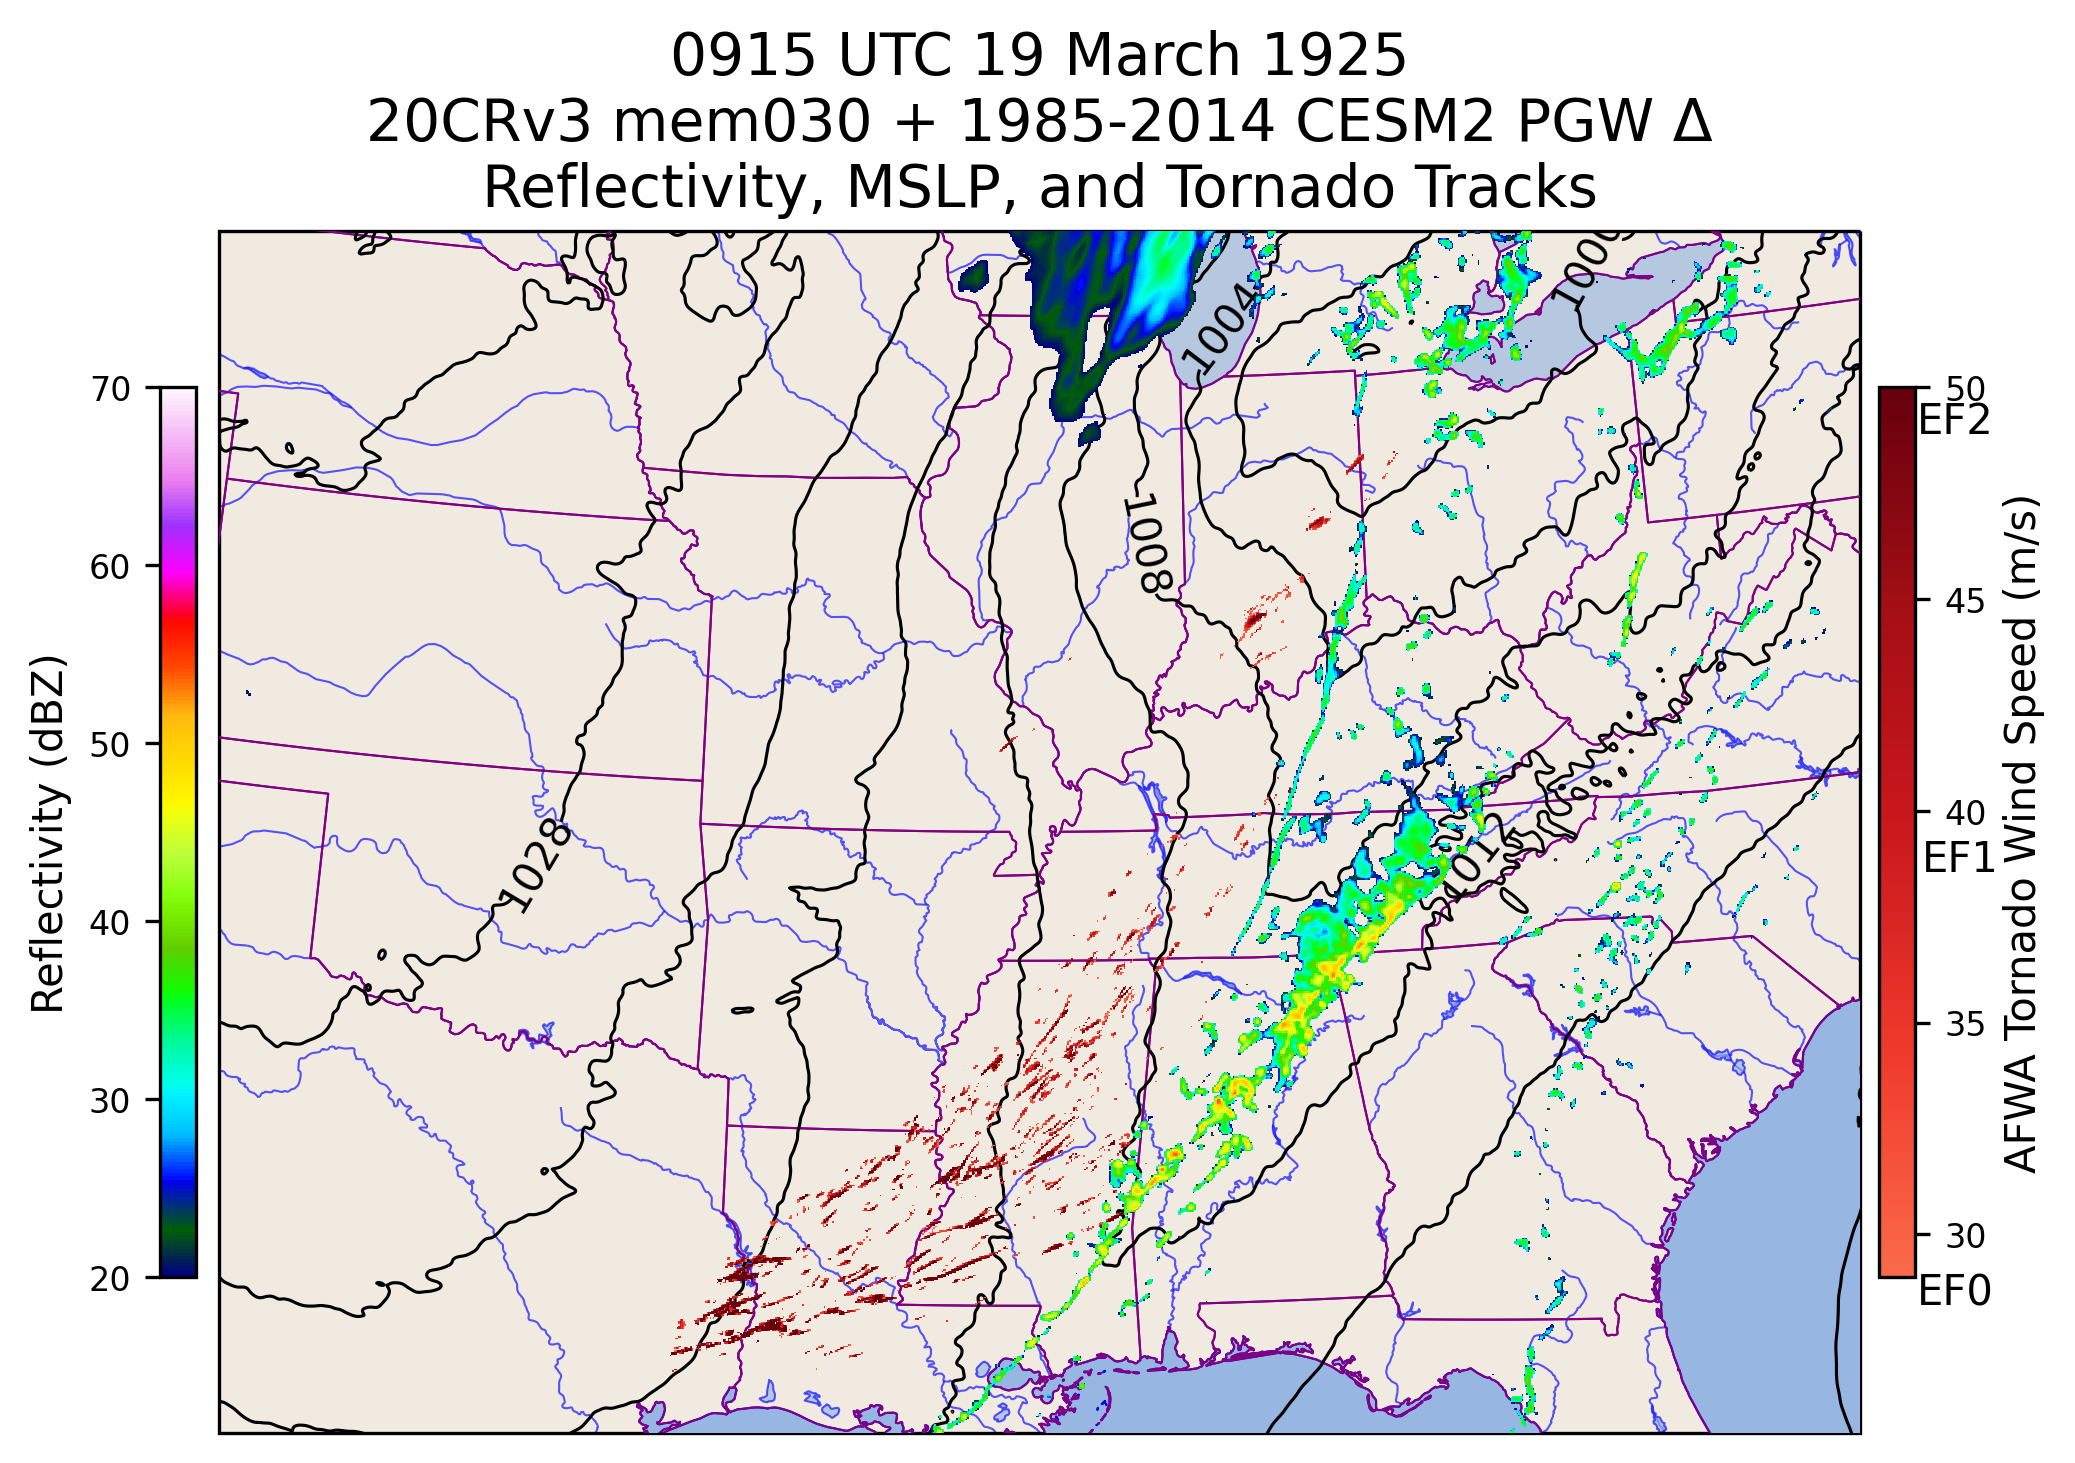 0915 UTC 19 March 1925
20CRv3 mem030 + 1985-2014 CESM2 PGW Δ
Reflectivity, MSLP, and Tornado Tracks
Reflectivity (dBZ)
70
60
50
40
30
20
1004
1008
1028
1012
50
EF2
45
40
EF1
35
30
EF0
AFWA Tornado Wind Speed (m/s)